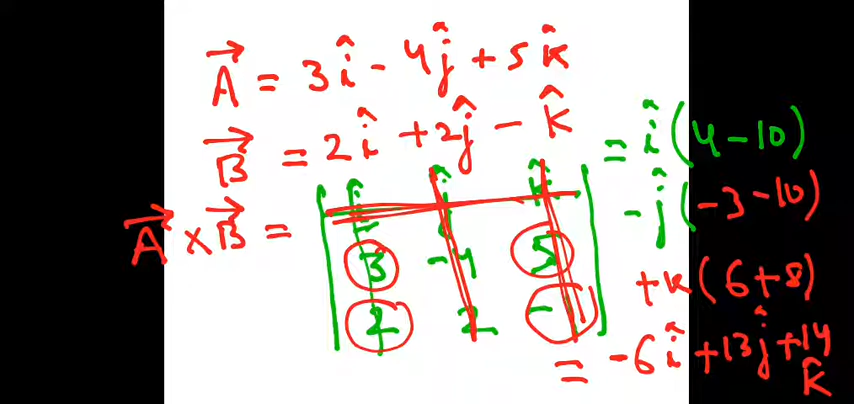 A⃗ = 3î - 4ĵ + 5k̂
B⃗ = 2î + 2ĵ - k̂
A⃗ × B⃗ =
î ĵ k̂
3 -4 5
2 2 -1
= î (4-10)
-ĵ (-3-10)
+k (6+8)
= -6î + 13ĵ + 14k̂